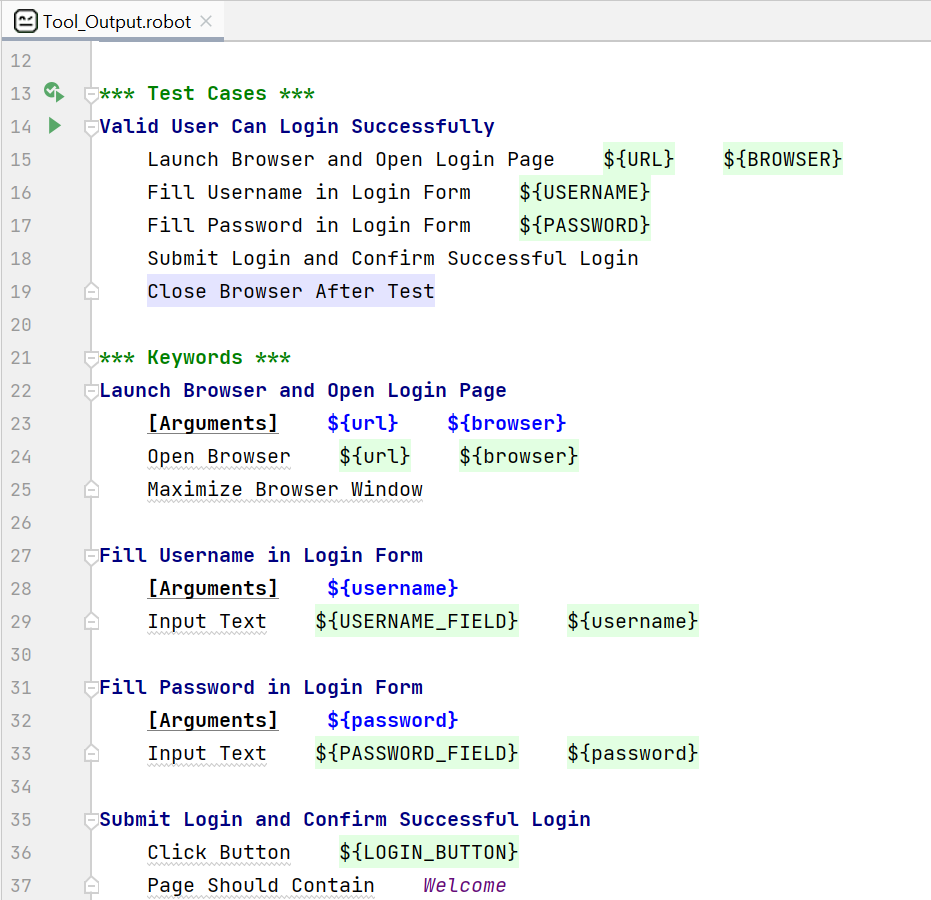 Tool_Output.robot
12
13 *** Test Cases ***
14 Valid User Can Login Successfully
15     Launch Browser and Open Login Page    ${URL}    ${BROWSER}
16     Fill Username in Login Form    ${USERNAME}
17     Fill Password in Login Form    ${PASSWORD}
18     Submit Login and Confirm Successful Login
19     Close Browser After Test
20
21 *** Keywords ***
22 Launch Browser and Open Login Page
23     [Arguments]    ${url}    ${browser}
24     Open Browser    ${url}    ${browser}
25     Maximize Browser Window
26
27 Fill Username in Login Form
28     [Arguments]    ${username}
29     Input Text    ${USERNAME_FIELD}    ${username}
30
31 Fill Password in Login Form
32     [Arguments]    ${password}
33     Input Text    ${PASSWORD_FIELD}    ${password}
34
35 Submit Login and Confirm Successful Login
36     Click Button    ${LOGIN_BUTTON}
37     Page Should Contain    Welcome